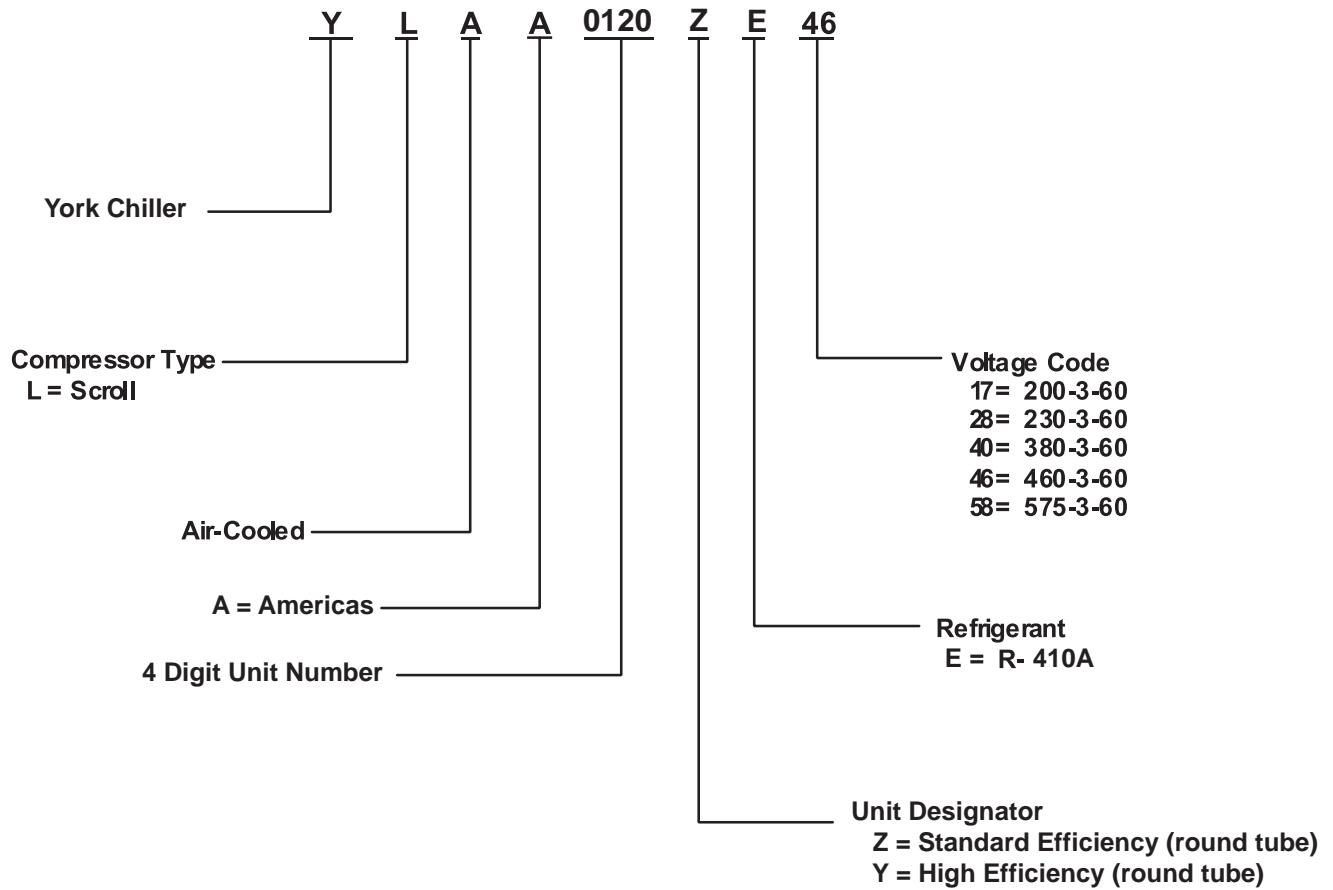 Y L A A 0120 Z E 46
York Chiller
Compressor Type
L = Scroll
Air-Cooled
A = Americas
4 Digit Unit Number
Voltage Code
17= 200-3-60
28= 230-3-60
40= 380-3-60
46= 460-3-60
58= 575-3-60
Refrigerant
E = R- 410A
Unit Designator
Z = Standard Efficiency (round tube)
Y = High Efficiency (round tube)